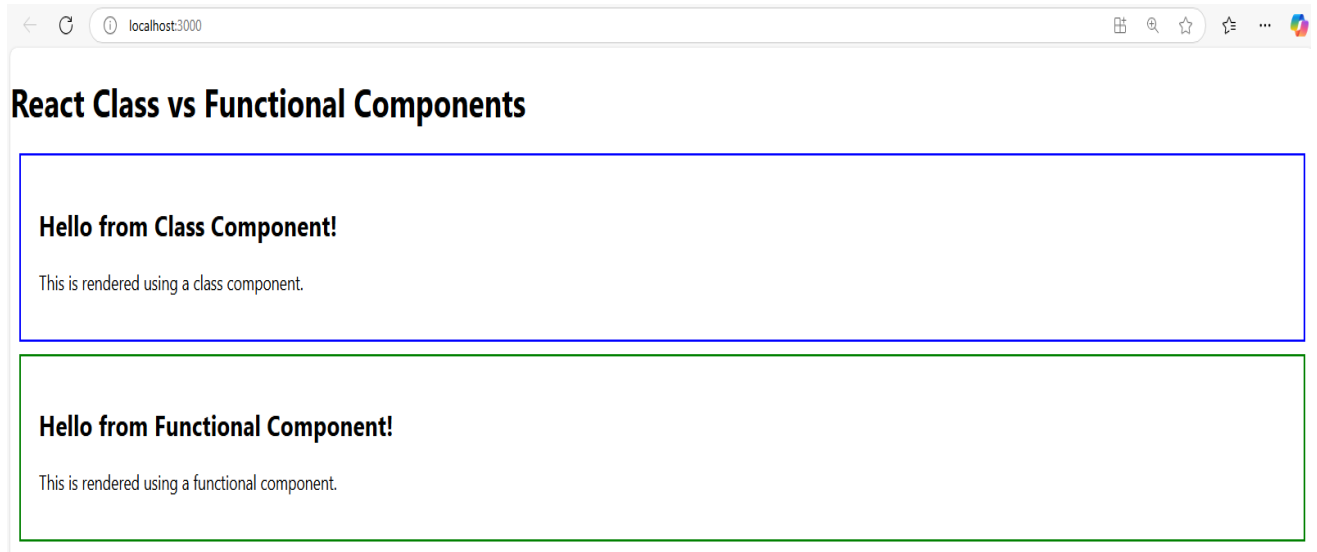 localhost:3000
React Class vs Functional Components
Hello from Class Component!
This is rendered using a class component.
Hello from Functional Component!
This is rendered using a functional component.